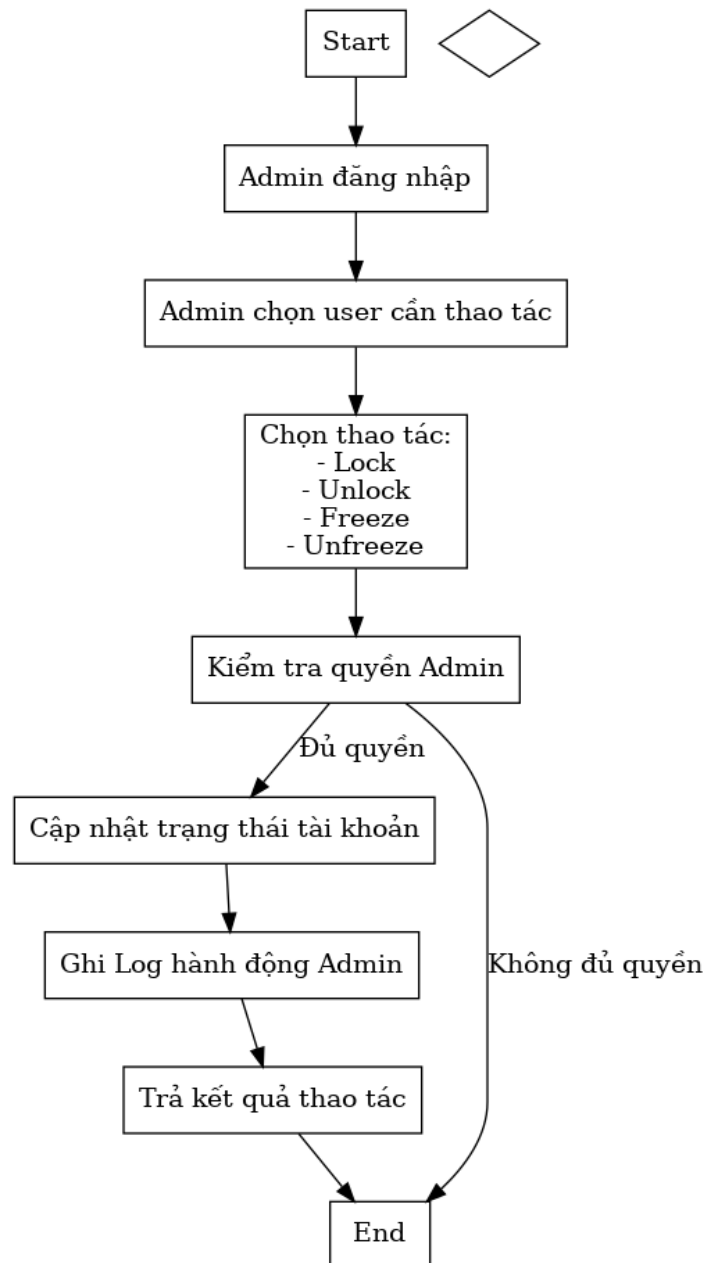 Start
Admin đăng nhập
Admin chọn user cần thao tác
Chọn thao tác:
- Lock
- Unlock
- Freeze
- Unfreeze
Kiểm tra quyền Admin
Đủ quyền
Cập nhật trạng thái tài khoản
Ghi Log hành động Admin
Không đủ quyền
Trả kết quả thao tác
End